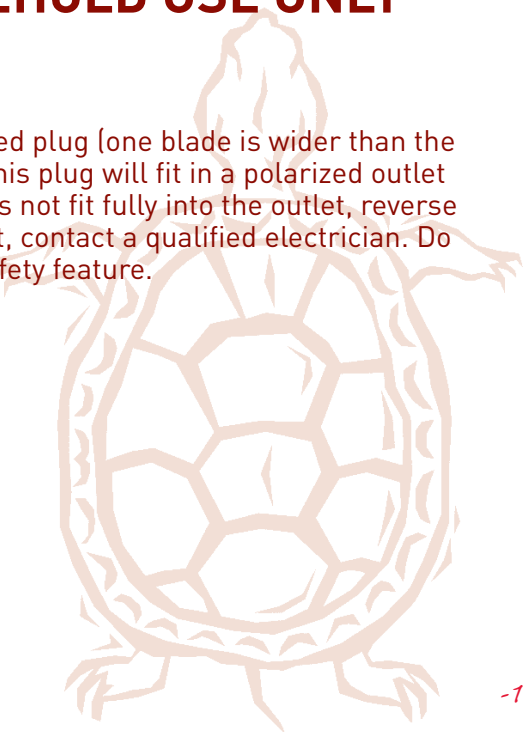 EHOLD USE ONLY
ed plug (one blade is wider than the
his plug will fit in a polarized outlet
s not fit fully into the outlet, reverse
t, contact a qualified electrician. Do
fety feature.
-1